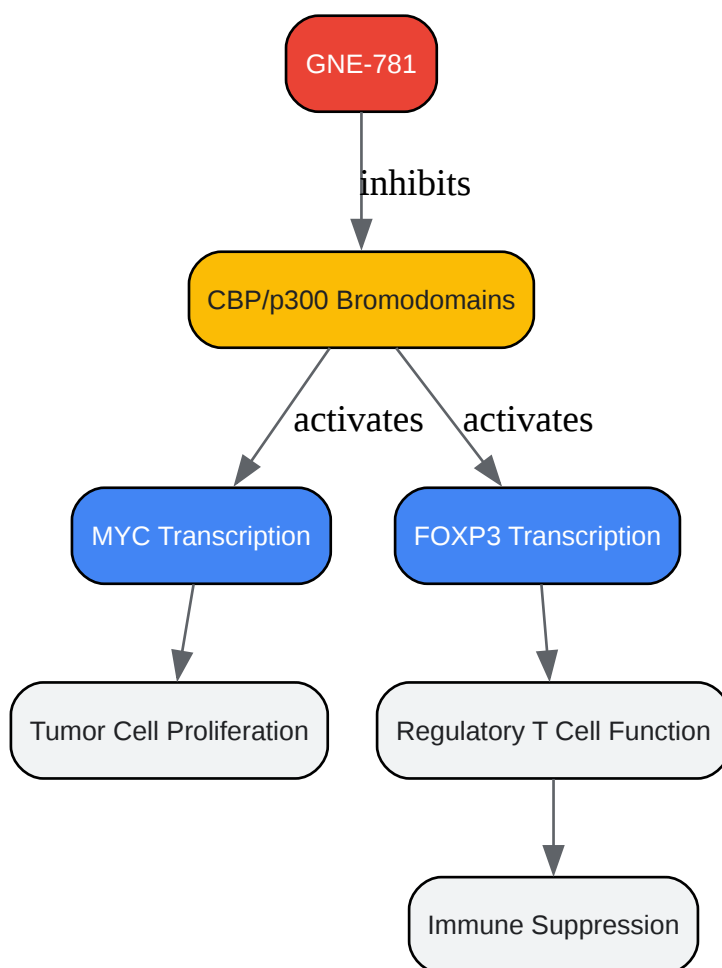 GNE-781
inhibits
CBP/p300 Bromodomains
activates
activates
MYC Transcription
FOXP3 Transcription
Tumor Cell Proliferation
Regulatory T Cell Function
Immune Suppression